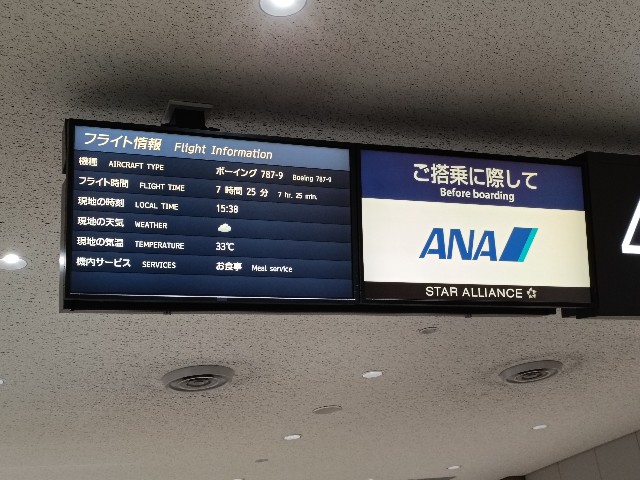 フライト情報 Flight Information
機種 AIRCRAFT TYPE ボーイング 787-9 Boeing 787-9
フライト時間 FLIGHT TIME 7 時間 25 分 7 hr. 25 min.
現地の時刻 LOCAL TIME 15:38
現地の天気 WEATHER
現地の気温 TEMPERATURE 33℃
機内サービス SERVICES お食事 Meal service
ご搭乗に際して
Before boarding
ANA
STAR ALLIANCE